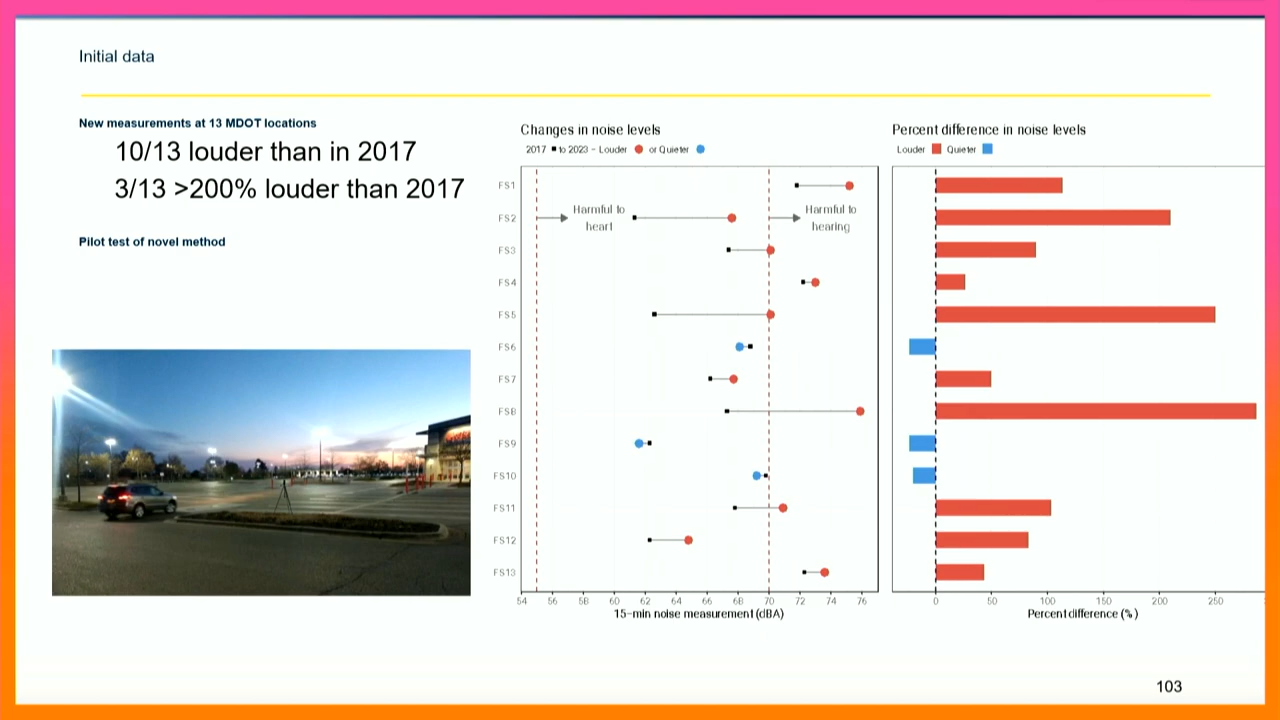 Initial data
New measurements at 13 MDOT locations
10/13 louder than in 2017
3/13 >200% louder than 2017
Pilot test of novel method
Changes in noise levels
2017 to 2023 - Louder or Quieter
FS1
FS2
FS3
FS4
FS5
FS6
FS7
FS8
FS9
FS10
FS11
FS12
FS13
Harmful to
heart
Harmful to
hearing
54 56 58 60 62 64 66 68 70 72 74 76
15-min noise measurement (dBA)
Percent difference in noise levels
Louder Quieter
0 50 100 150 200 250
Percent difference (%)
103